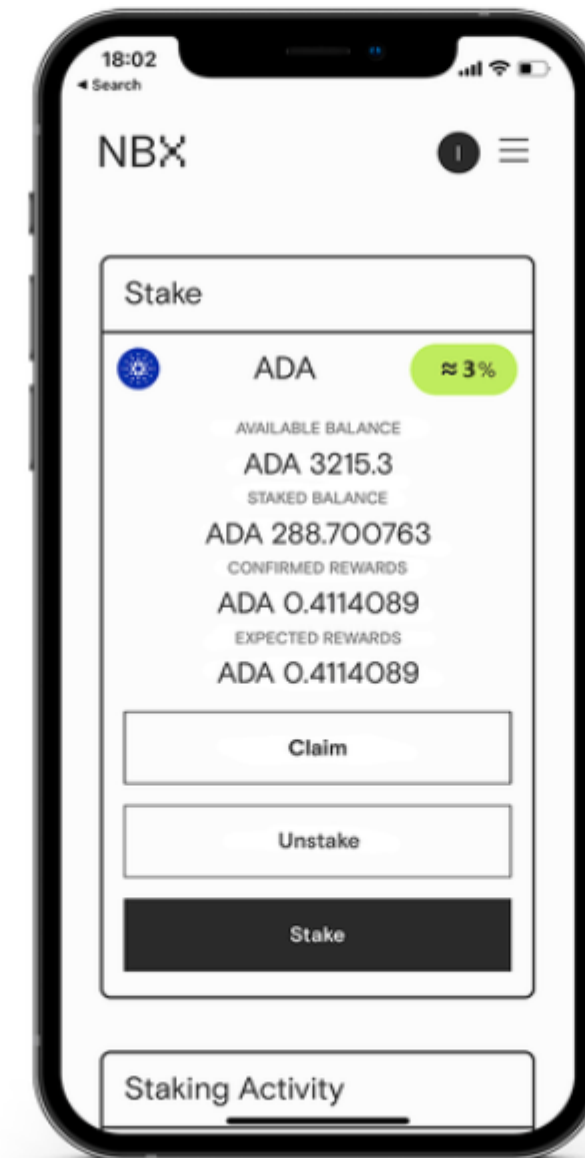 18:02
◀ Search
NBX
I
Stake
ADA
≈ 3%
AVAILABLE BALANCE
ADA 3215.3
STAKED BALANCE
ADA 288.700763
CONFIRMED REWARDS
ADA 0.4114089
EXPECTED REWARDS
ADA 0.4114089
Claim
Unstake
Stake
Staking Activity